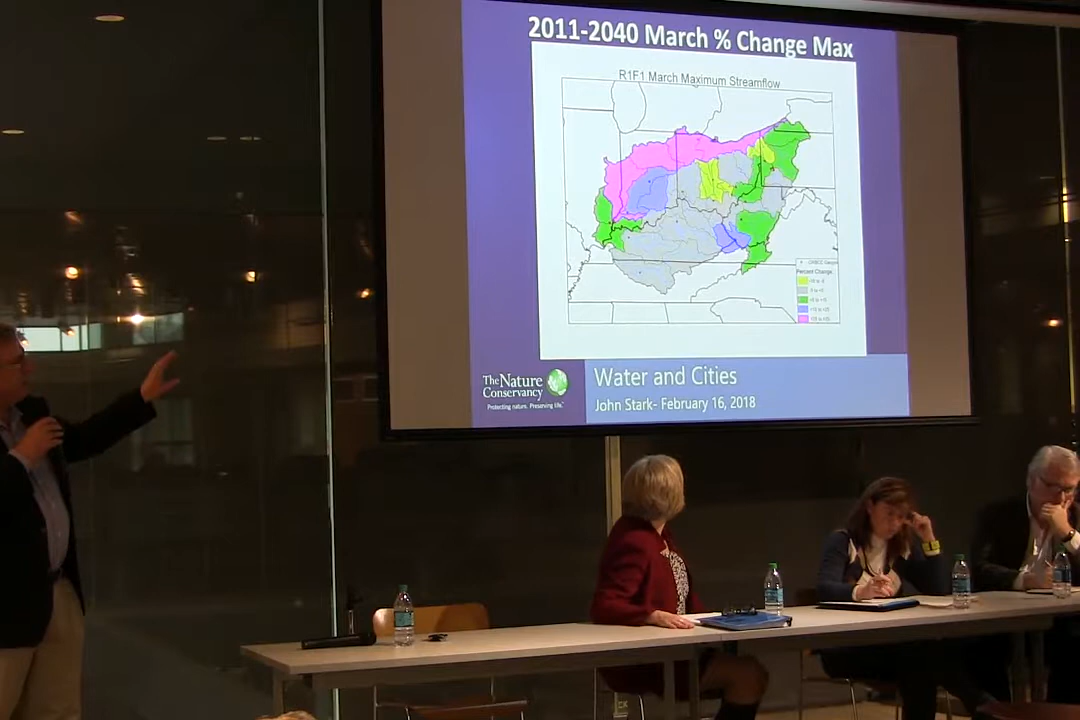 2011-2040 March % Change Max
R1F1 March Maximum Streamflow
Percent Change
The Nature
Conservancy
Protecting nature. Preserving life.
Water and Cities
John Stark- February 16, 2018